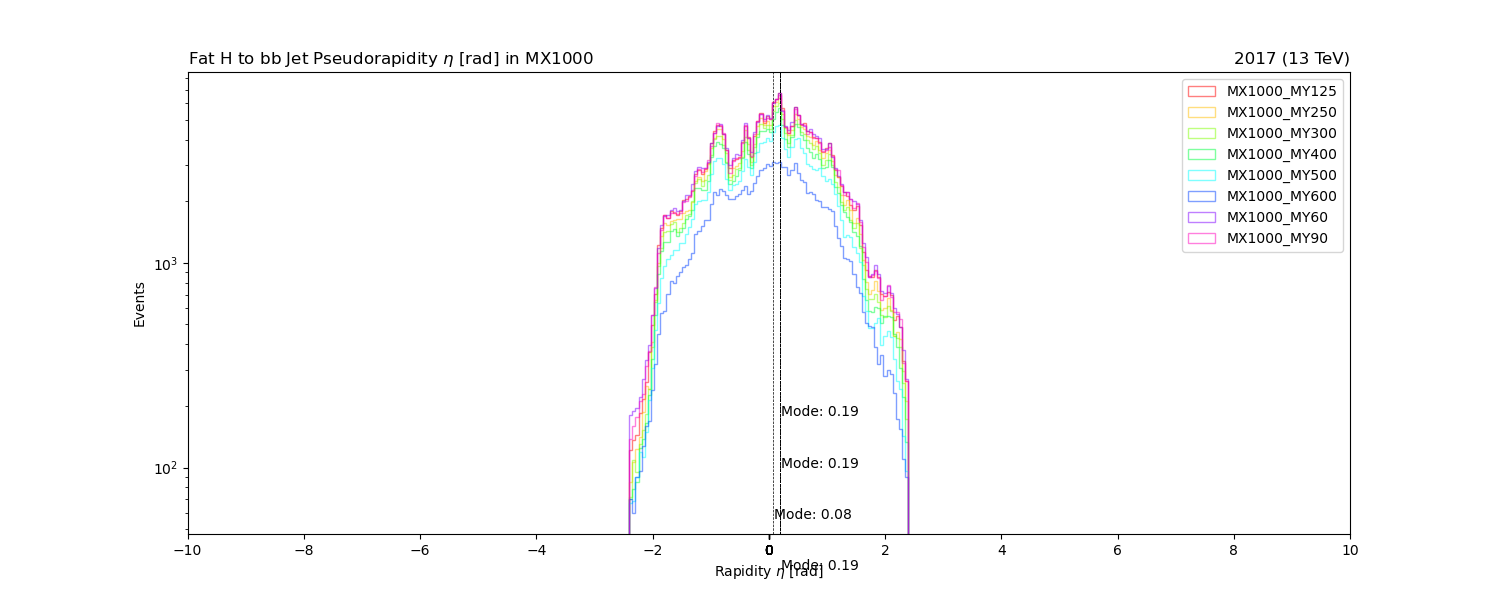 Fat H to bb Jet Pseudorapidity η [rad] in MX1000
2017 (13 TeV)
MX1000_MY125
MX1000_MY250
MX1000_MY300
MX1000_MY400
MX1000_MY500
MX1000_MY600
MX1000_MY60
MX1000_MY90
Events
10³
10²
Mode: 0.19
Mode: 0.19
Mode: 0.08
Mode: 0.19
−10 −8 −6 −4 −2 0 2 4 6 8 10
Rapidity η [rad]